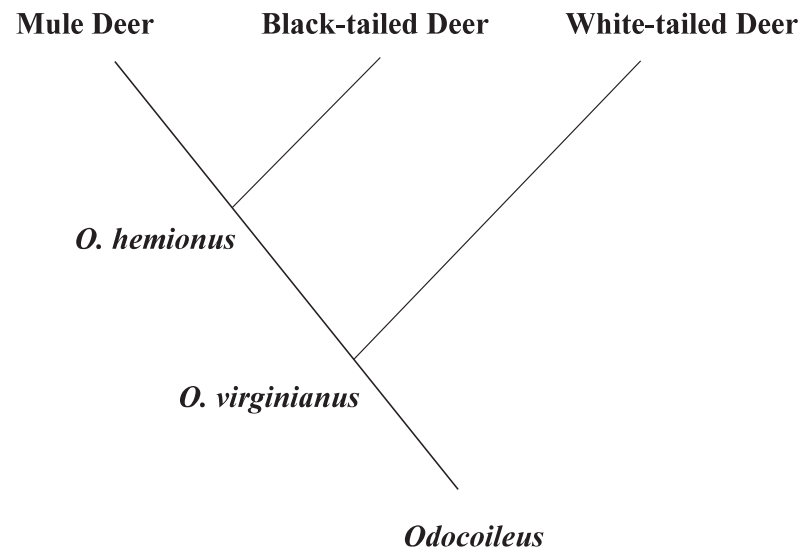 Mule Deer Black-tailed Deer White-tailed Deer
O. hemionus
O. virginianus
Odocoileus